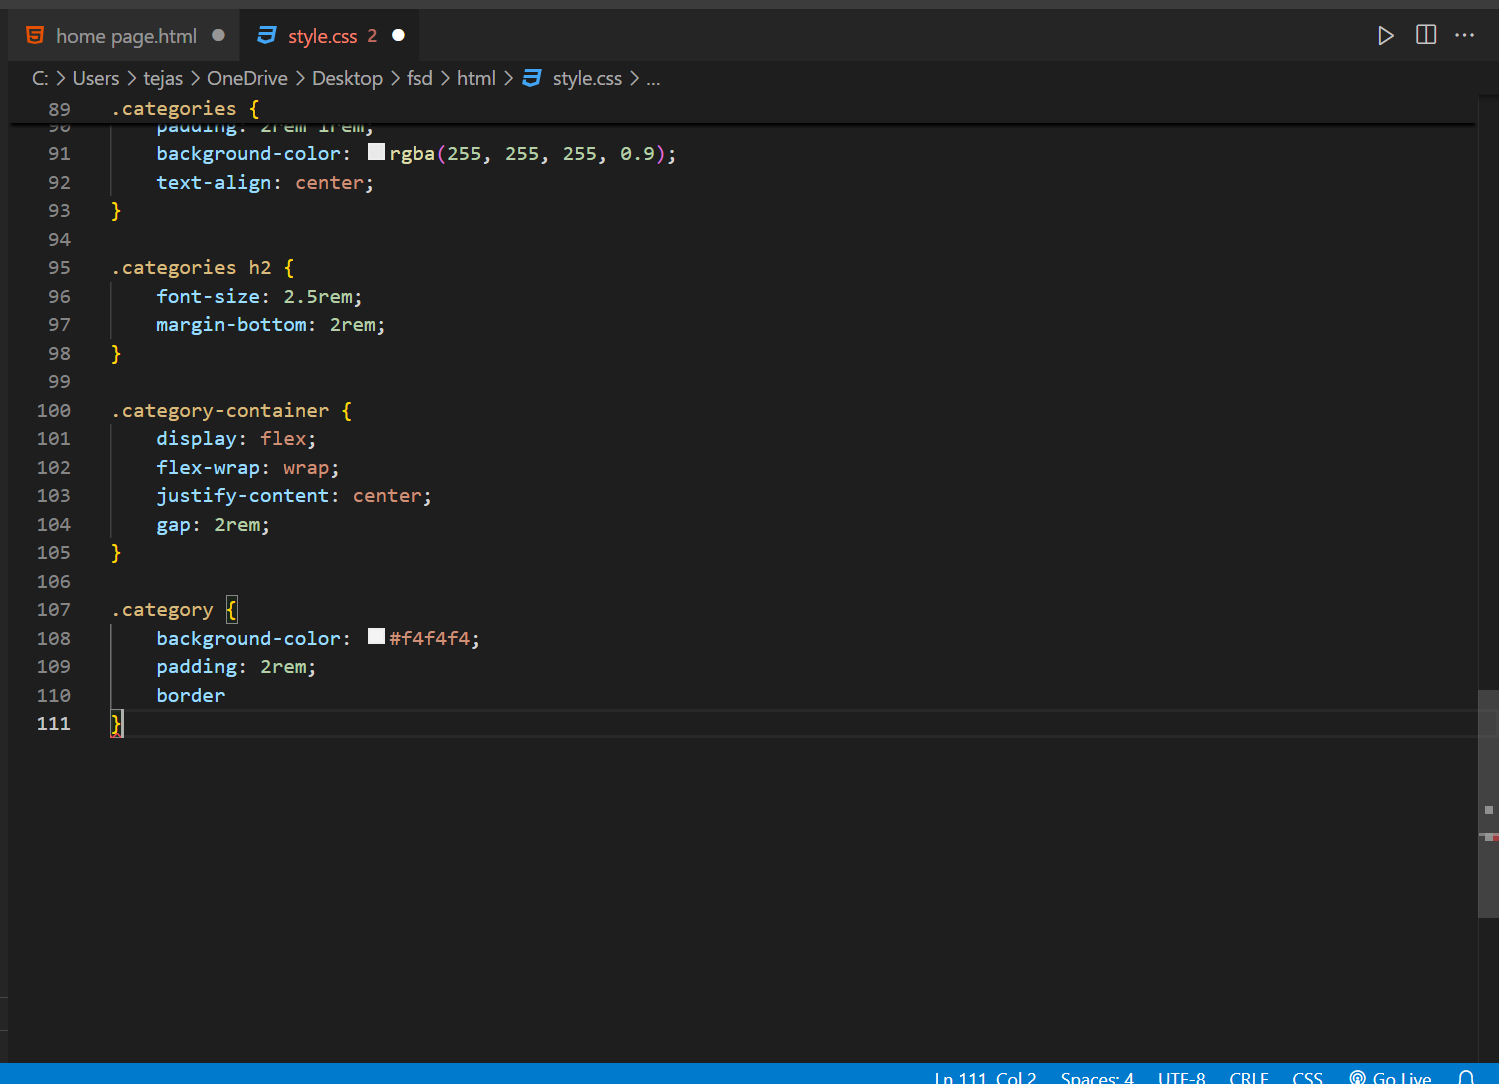 home page.html
style.css 2
C: > Users > tejas > OneDrive > Desktop > fsd > html > style.css > ...
89 .categories {
90 padding: 2rem 1rem;
91 background-color: rgba(255, 255, 255, 0.9);
92 text-align: center;
93 }
94
95 .categories h2 {
96 font-size: 2.5rem;
97 margin-bottom: 2rem;
98 }
99
100 .category-container {
101 display: flex;
102 flex-wrap: wrap;
103 justify-content: center;
104 gap: 2rem;
105 }
106
107 .category {
108 background-color: #f4f4f4;
109 padding: 2rem;
110 border
111 }
Ln 111, Col 2 Spaces: 4 UTF-8 CRLF CSS Go Live